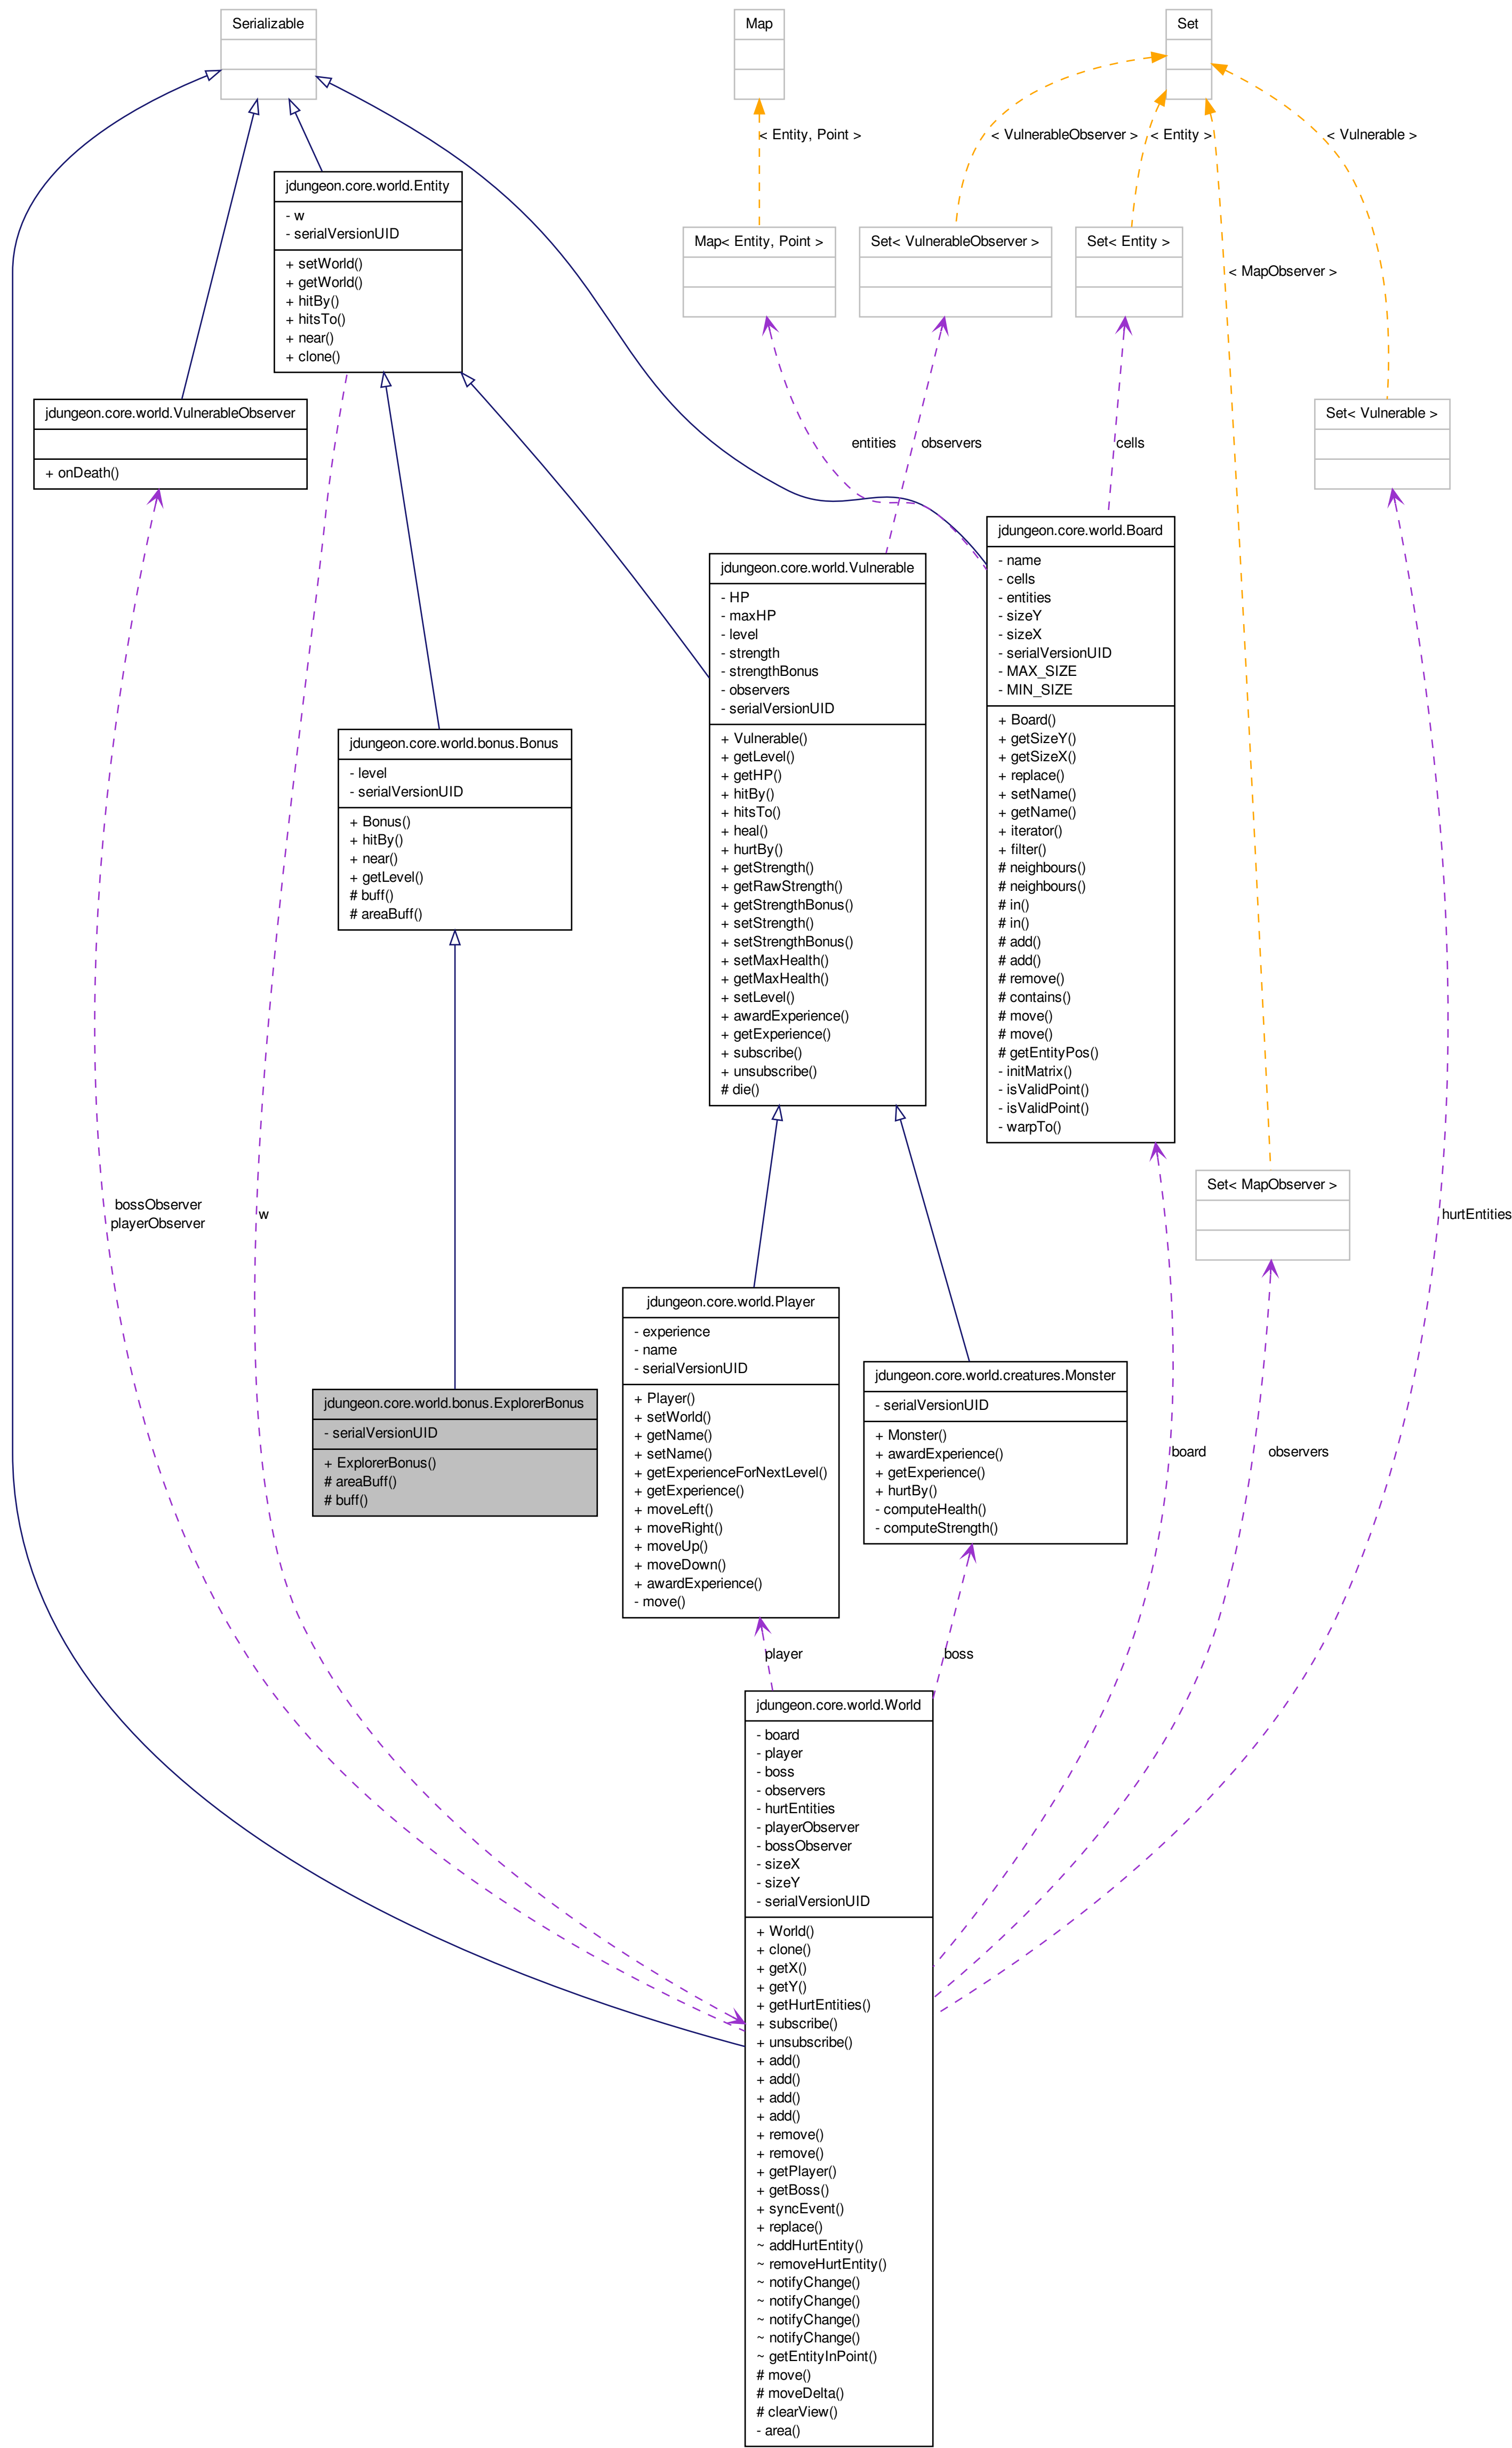 Serializable
Map
Set
< Entity, Point >
< VulnerableObserver >
< Entity >
< Vulnerable >
jdungeon.core.world.Entity
- w
- serialVersionUID
+ setWorld()
+ getWorld()
+ hitBy()
+ hitsTo()
+ near()
+ clone()
Map< Entity, Point >
Set< VulnerableObserver >
Set< Entity >
< MapObserver >
jdungeon.core.world.VulnerableObserver
+ onDeath()
entities
observers
cells
Set< Vulnerable >
jdungeon.core.world.Vulnerable
- HP
- maxHP
- level
- strength
- strengthBonus
- observers
- serialVersionUID
+ Vulnerable()
+ getLevel()
+ getHP()
+ hitBy()
+ hitsTo()
+ heal()
+ hurtBy()
+ getStrength()
+ getRawStrength()
+ getStrengthBonus()
+ setStrength()
+ setStrengthBonus()
+ setMaxHealth()
+ getMaxHealth()
+ setLevel()
+ awardExperience()
+ getExperience()
+ subscribe()
+ unsubscribe()
# die()
jdungeon.core.world.Board
- name
- cells
- entities
- sizeY
- sizeX
- serialVersionUID
- MAX_SIZE
- MIN_SIZE
+ Board()
+ getSizeY()
+ getSizeX()
+ replace()
+ setName()
+ getName()
+ iterator()
+ filter()
# neighbours()
# neighbours()
# in()
# in()
# add()
# add()
# remove()
# contains()
# move()
# move()
# getEntityPos()
- initMatrix()
- isValidPoint()
- isValidPoint()
- warpTo()
jdungeon.core.world.bonus.Bonus
- level
- serialVersionUID
+ Bonus()
+ hitBy()
+ near()
+ getLevel()
# buff()
# areaBuff()
bossObserver
playerObserver
w
Set< MapObserver >
hurtEntities
jdungeon.core.world.bonus.ExplorerBonus
- serialVersionUID
+ ExplorerBonus()
# areaBuff()
# buff()
jdungeon.core.world.Player
- experience
- name
- serialVersionUID
+ Player()
+ setWorld()
+ getName()
+ setName()
+ getExperienceForNextLevel()
+ getExperience()
+ moveLeft()
+ moveRight()
+ moveUp()
+ moveDown()
+ awardExperience()
- move()
jdungeon.core.world.creatures.Monster
- serialVersionUID
+ Monster()
+ awardExperience()
+ getExperience()
+ hurtBy()
- computeHealth()
- computeStrength()
board
observers
player
boss
jdungeon.core.world.World
- board
- player
- boss
- observers
- hurtEntities
- playerObserver
- bossObserver
- sizeX
- sizeY
- serialVersionUID
+ World()
+ clone()
+ getX()
+ getY()
+ getHurtEntities()
+ subscribe()
+ unsubscribe()
+ add()
+ add()
+ add()
+ add()
+ remove()
+ remove()
+ getPlayer()
+ getBoss()
+ syncEvent()
+ replace()
~ addHurtEntity()
~ removeHurtEntity()
~ notifyChange()
~ notifyChange()
~ notifyChange()
~ notifyChange()
~ getEntityInPoint()
# move()
# moveDelta()
# clearView()
- area()